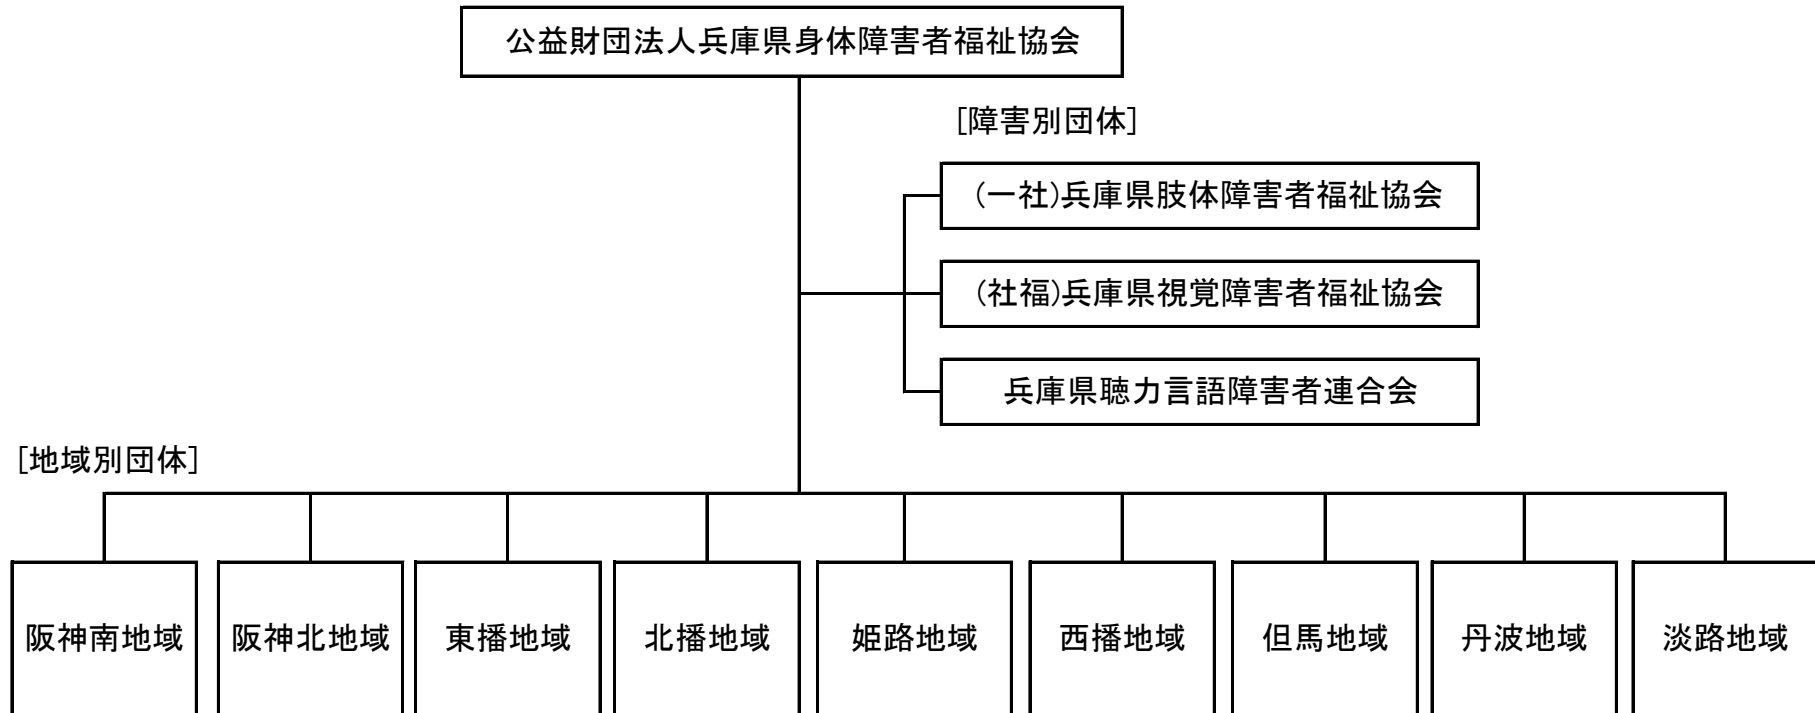 公益財団法人兵庫県身体障害者福祉協会
[障害別団体]
(一社)兵庫県肢体障害者福祉協会
(社福)兵庫県視覚障害者福祉協会
兵庫県聴力言語障害者連合会
[地域別団体]
阪神南地域
阪神北地域
東播地域
北播地域
姫路地域
西播地域
但馬地域
丹波地域
淡路地域